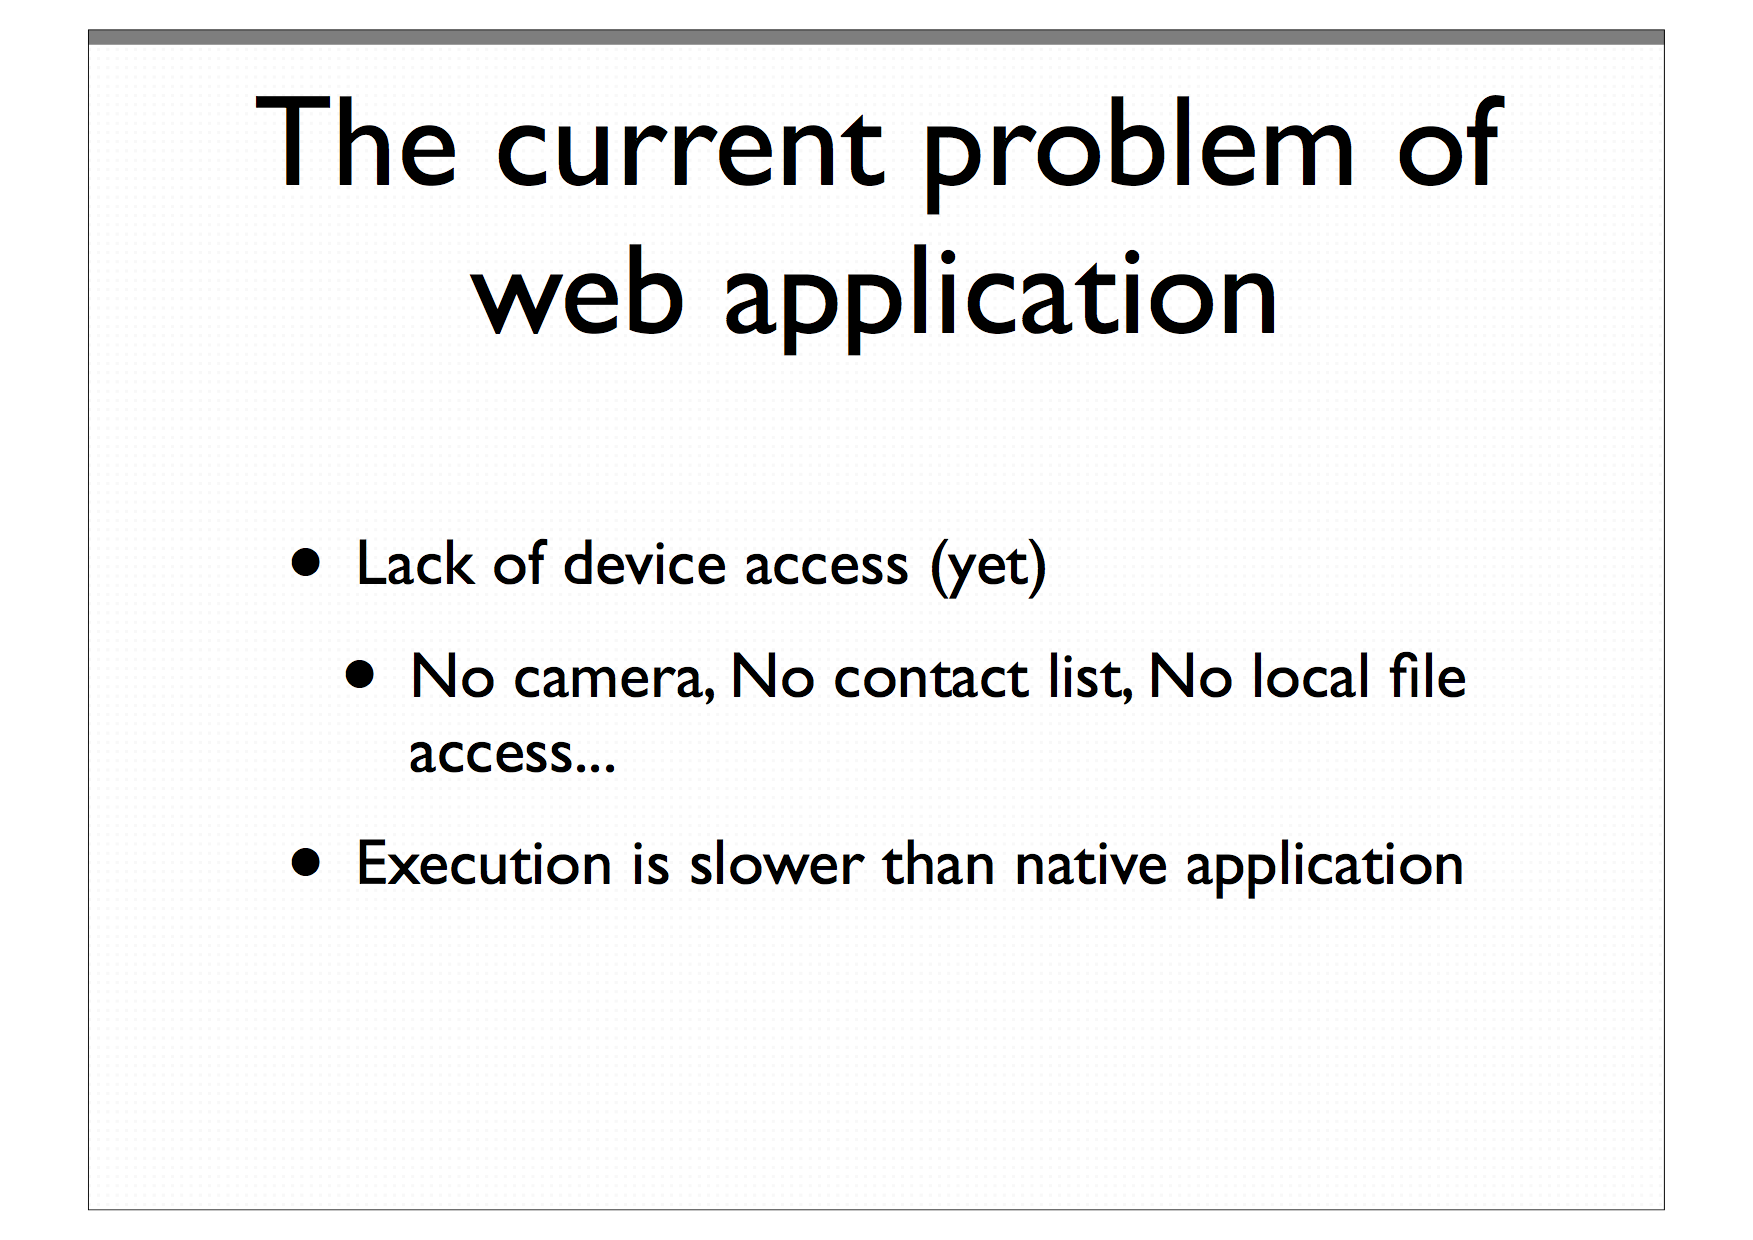 The current problem of
web application
• Lack of device access (yet)
• No camera, No contact list, No local file
access...
• Execution is slower than native application